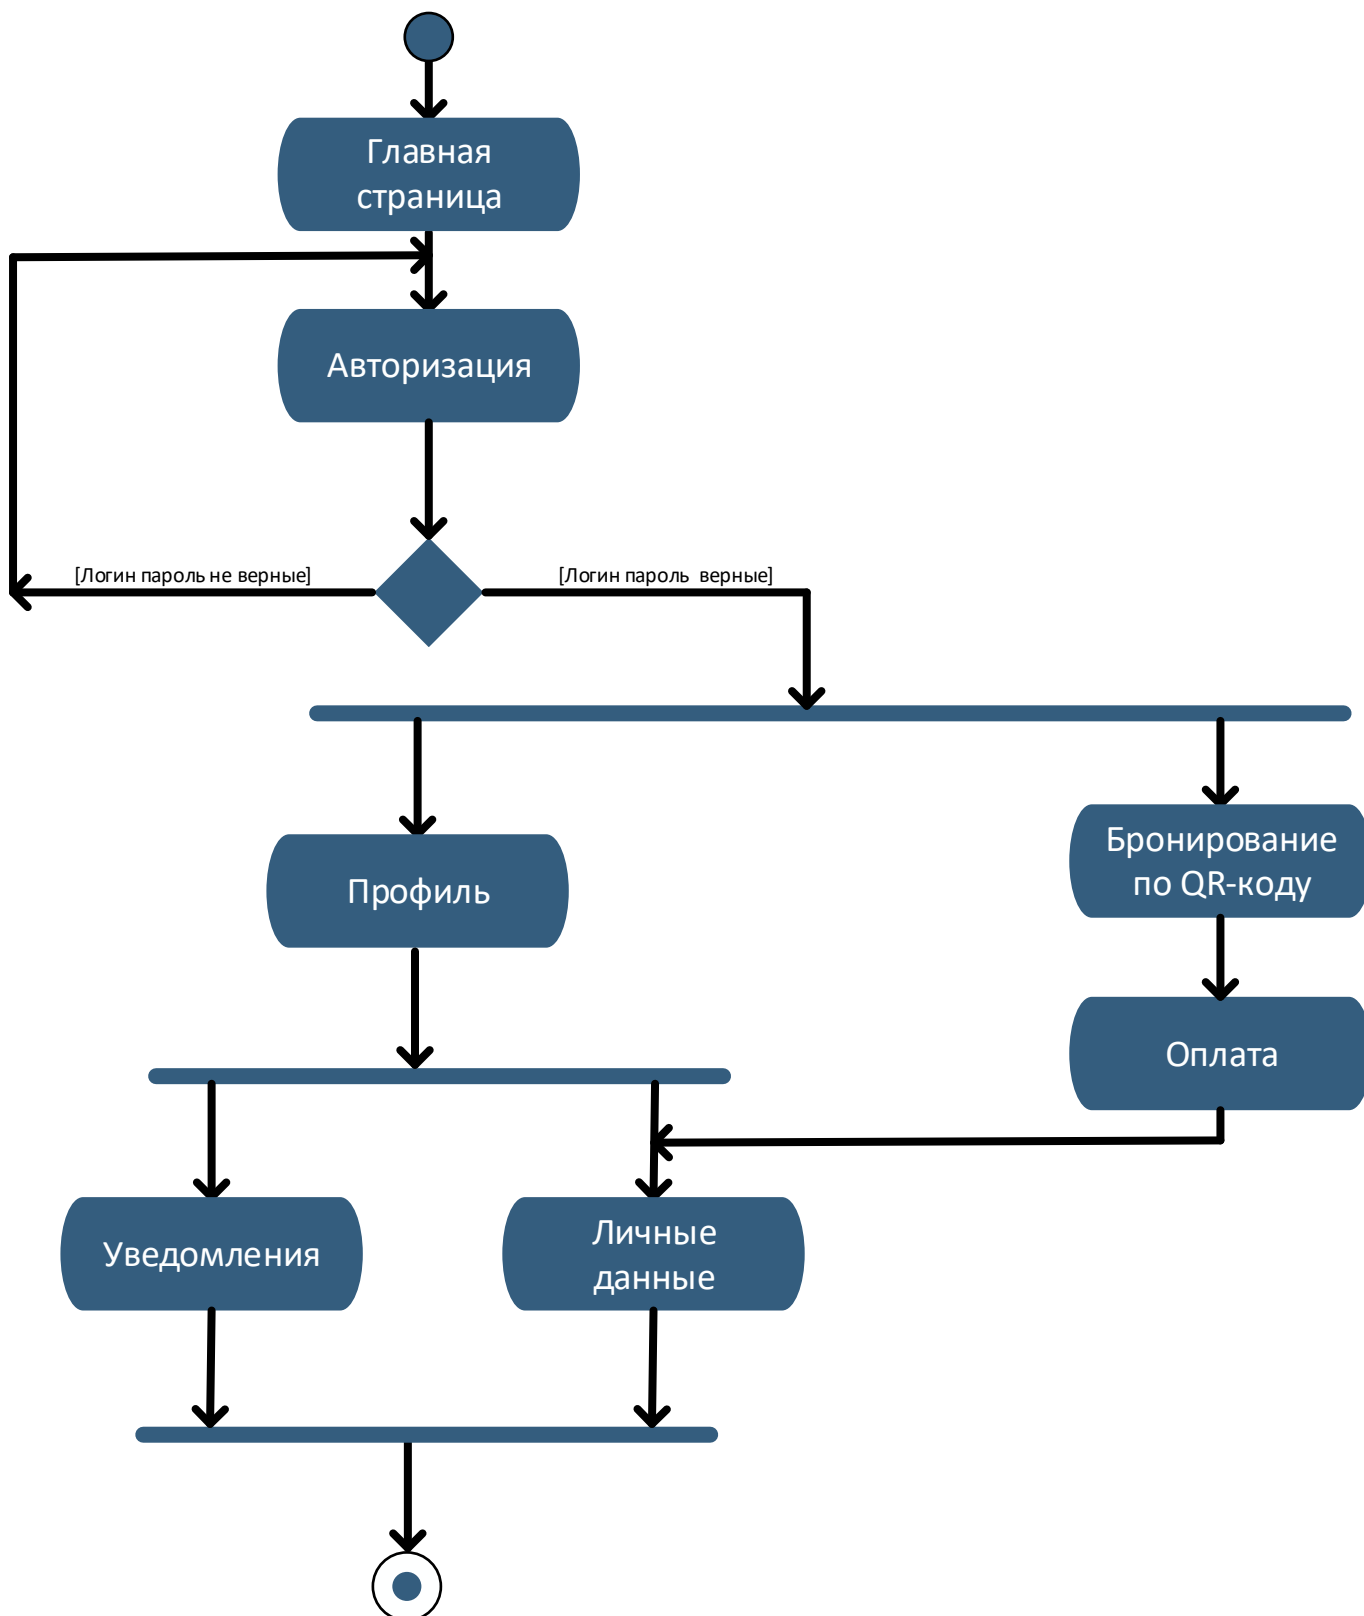 Главная
страница
Авторизация
[Логин пароль не верные]
[Логин пароль  верные]
Профиль
Бронирование
по QR-коду
Оплата
Уведомления
Личные
данные